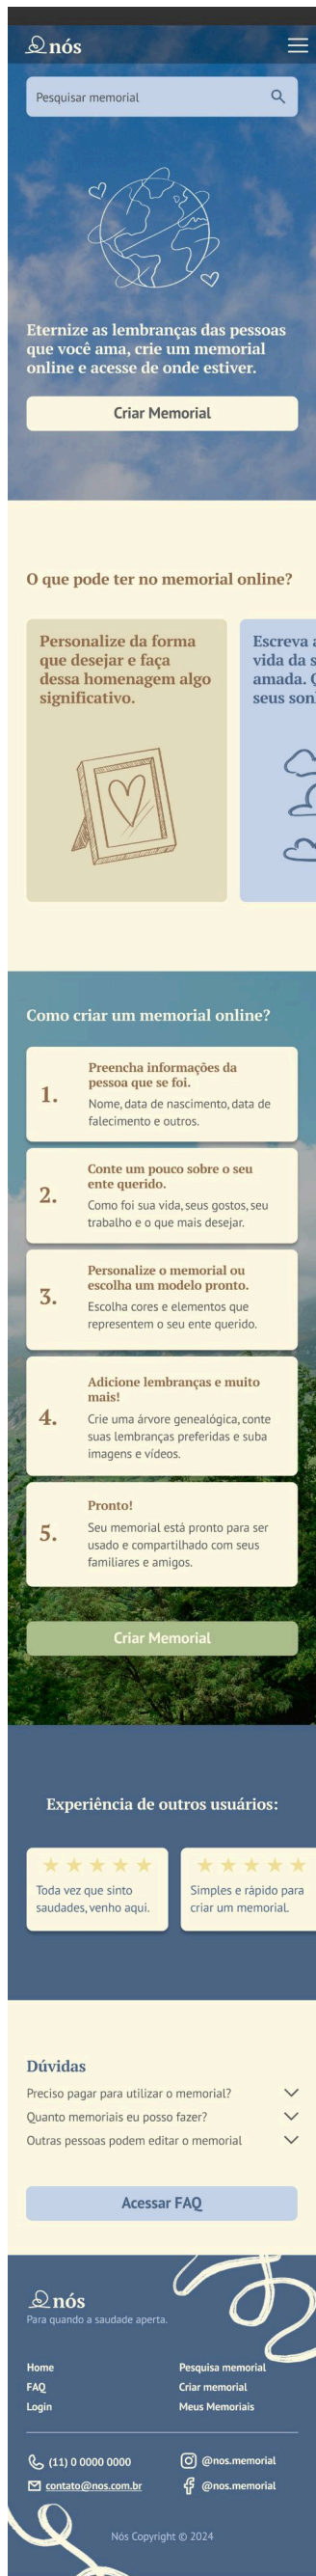 nós
Pesquisar memorial
Eternize as lembranças das pessoas
que você ama, crie um memorial
online e acesse de onde estiver.
Criar Memorial
O que pode ter no memorial online?
Personalize da forma
que desejar e faça
dessa homenagem algo
significativo.
Escreva
vida da
amada.
seus
Como criar um memorial online?
1.
Preencha informações da
pessoa que se foi.
Nome, data de nascimento, data de
falecimento e outros.
2.
Conte um pouco sobre o seu
ente querido.
Como foi sua vida, seus gostos, seu
trabalho e o que mais desejar.
3.
Personalize o memorial ou
escolha um modelo pronto.
Escolha cores e elementos que
representem o seu ente querido.
4.
Adicione lembranças e muito
mais!
Crie uma árvore genealógica, conte
suas lembranças preferidas e suba
imagens e vídeos.
5.
Pronto!
Seu memorial está pronto para ser
usado e compartilhado com seus
familiares e amigos.
Criar Memorial
Experiência de outros usuários:
Toda vez que sinto
saudades, venho aqui.
Simples e rápido para
criar um memorial.
Dúvidas
Preciso pagar para utilizar o memorial?
Quanto memoriais eu posso fazer?
Outras pessoas podem editar o memorial
Acessar FAQ
nós
Para quando a saudade aperta.
Home
FAQ
Login
Pesquisa memorial
Criar memorial
Meus Memoriais
(11) 0 0000 0000
contato@nos.com.br
@nos.memorial
@nos.memorial
Nós Copyright © 2024